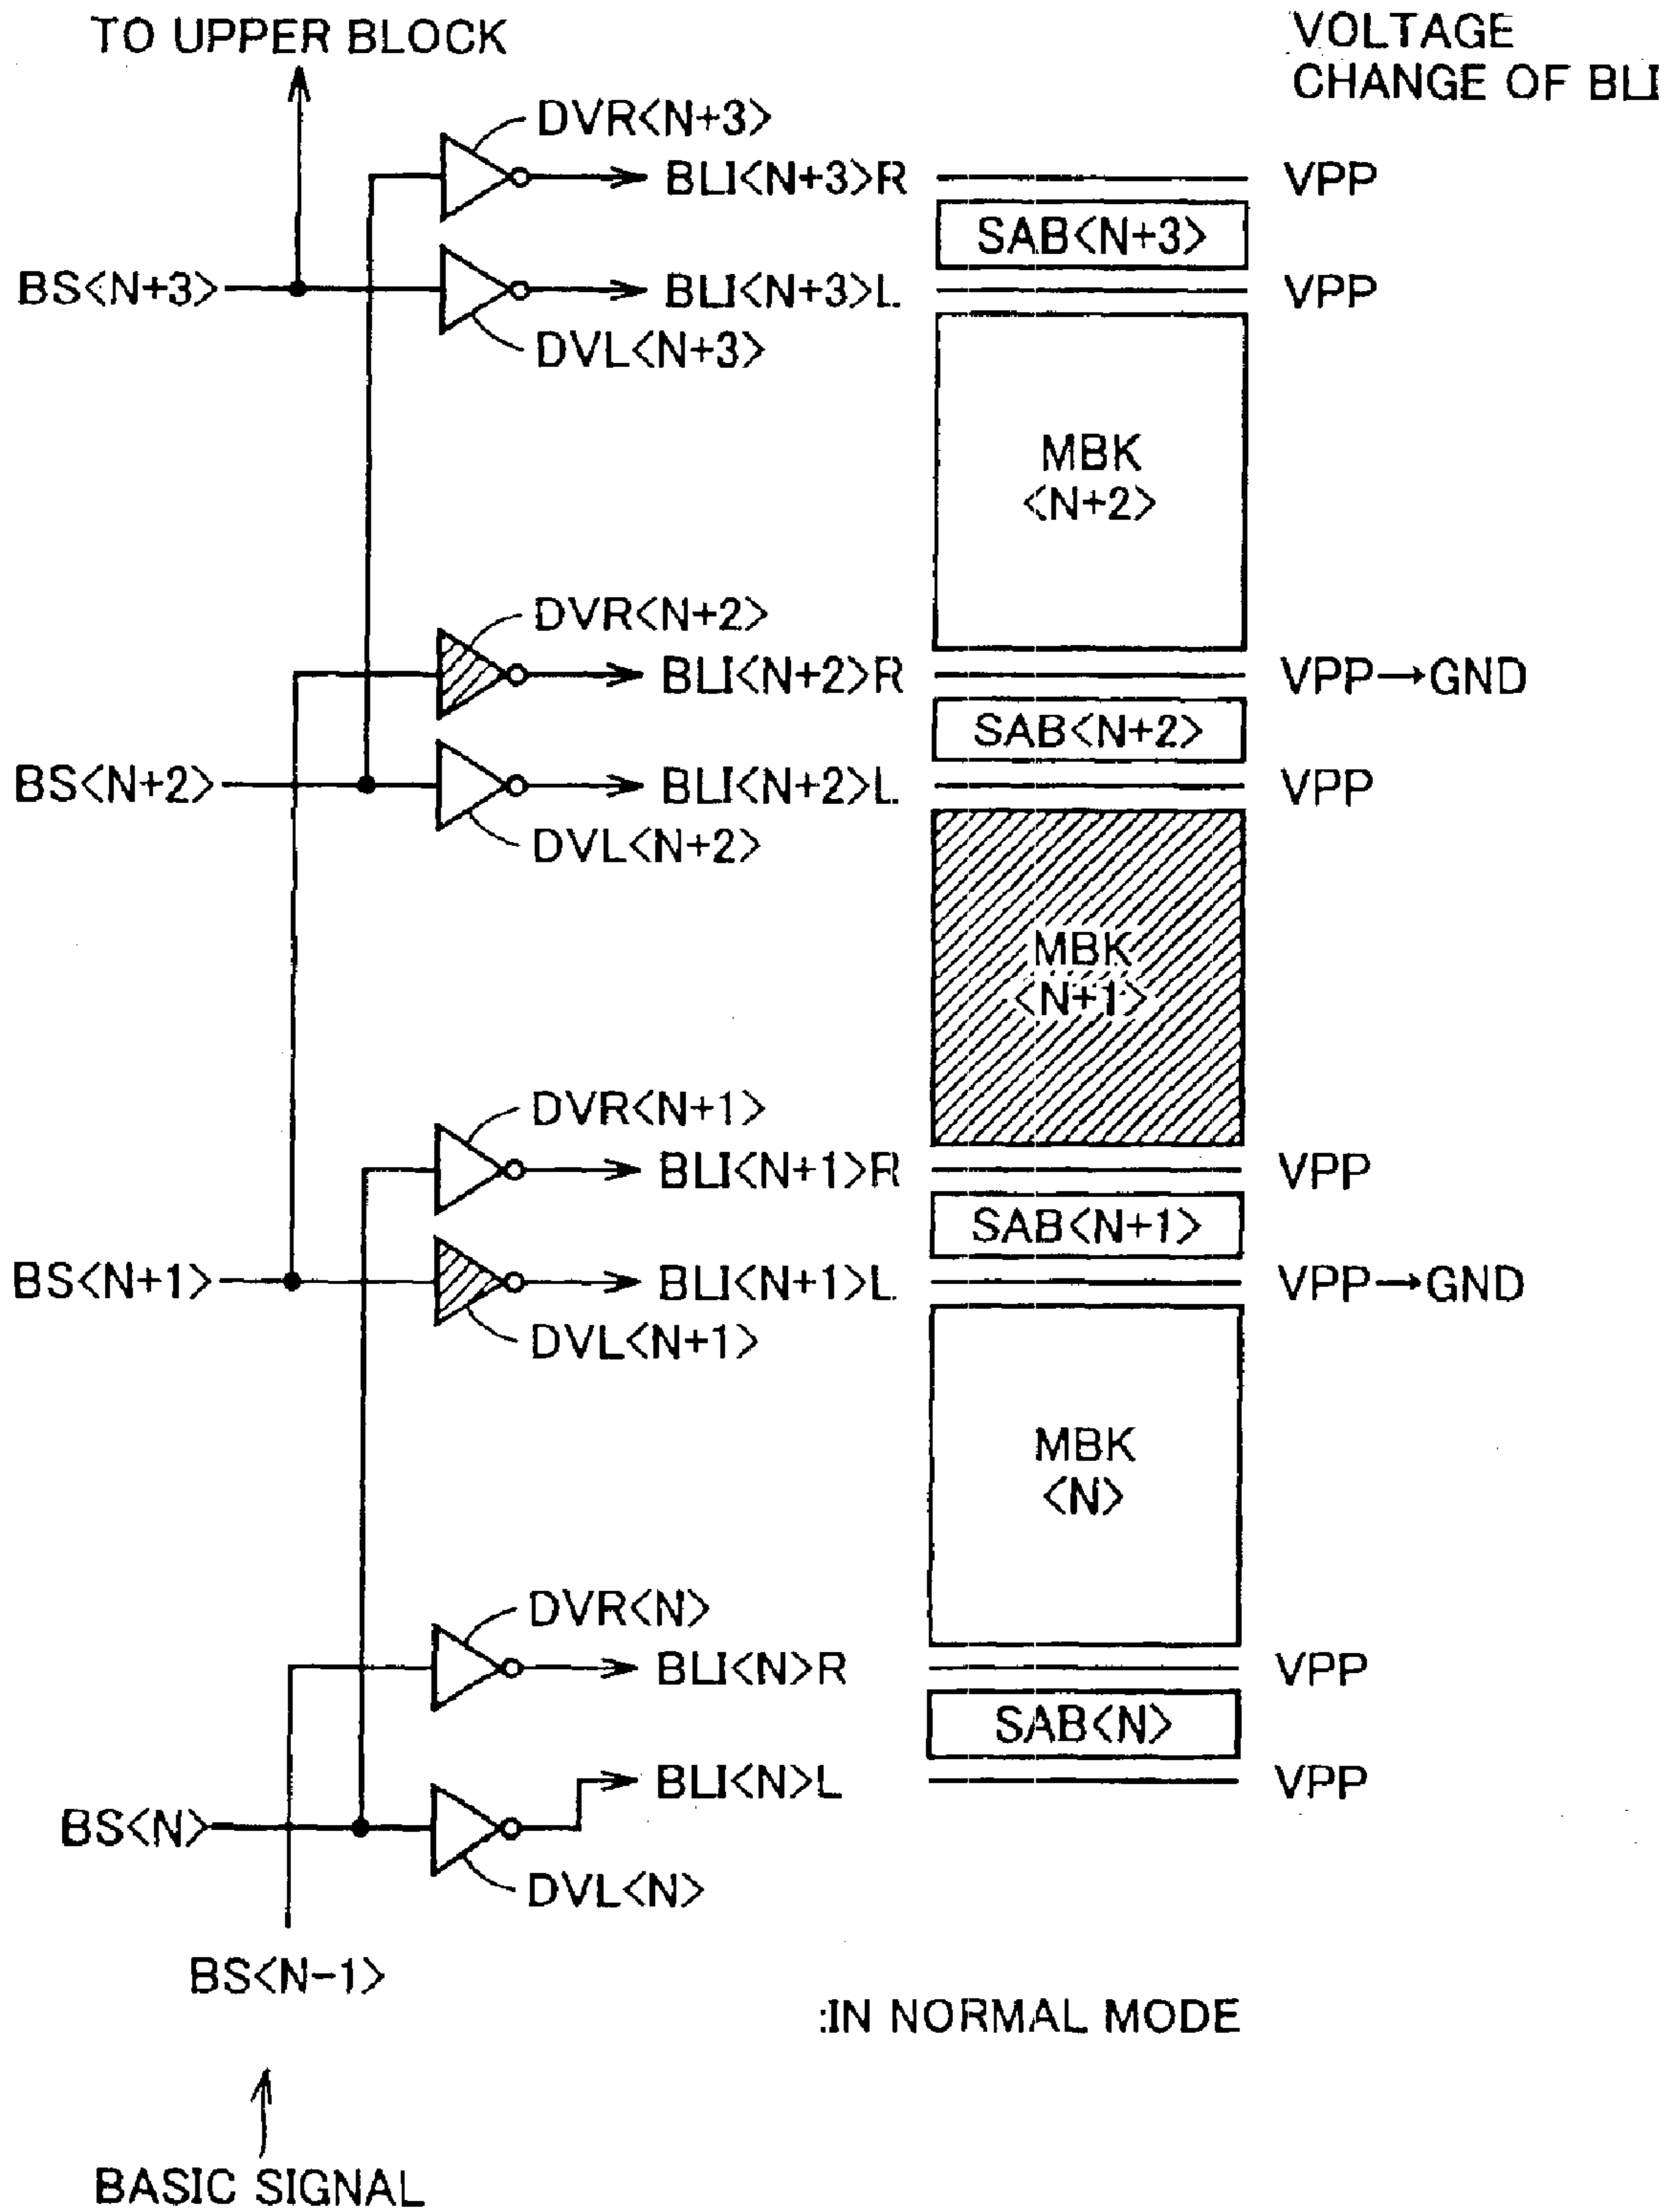 TO UPPER BLOCK
VOLTAGE
CHANGE OF BLI
DVR<N+3>
BLI<N+3>R
VPP
SAB<N+3>
BS<N+3>
BLI<N+3>L
VPP
DVL<N+3>
MBK
<N+2>
DVR<N+2>
BLI<N+2>R
VPP→GND
SAB<N+2>
BS<N+2>
BLI<N+2>L
VPP
DVL<N+2>
MBK
<N+1>
DVR<N+1>
BLI<N+1>R
VPP
SAB<N+1>
BS<N+1>
BLI<N+1>L
VPP→GND
DVL<N+1>
MBK
<N>
DVR<N>
BLI<N>R
VPP
SAB<N>
BLI<N>L
VPP
BS<N>
DVL<N>
BS<N-1>
:IN NORMAL MODE
BASIC SIGNAL